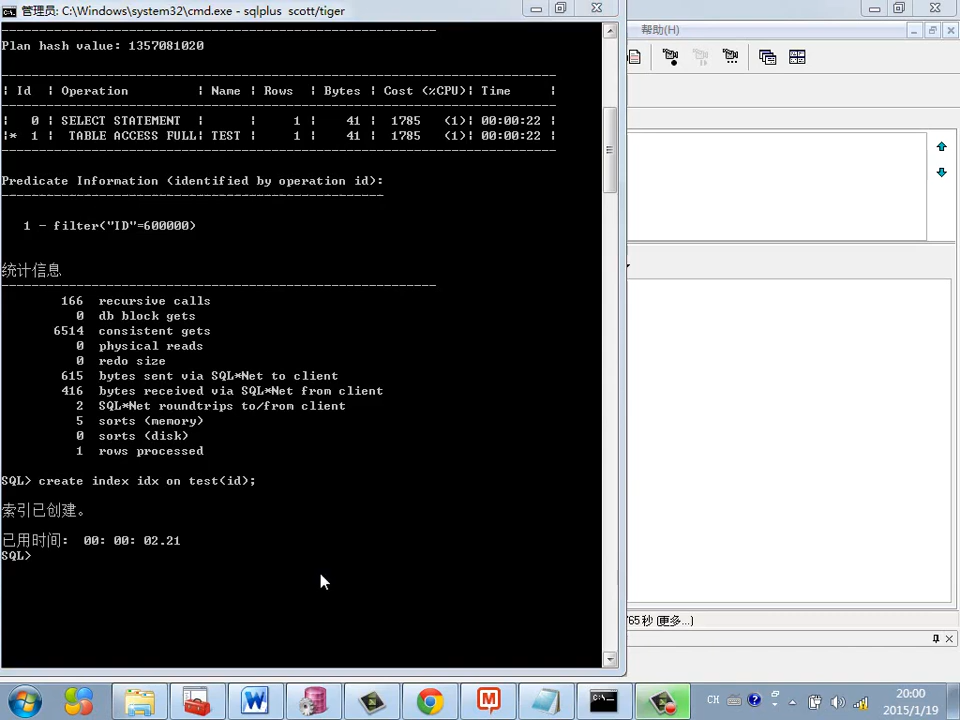 管理员: C:\Windows\system32\cmd.exe - sqlplus  scott/tiger
帮助(H)
Plan hash value: 1357081020
| Id  | Operation         | Name | Rows  | Bytes | Cost (%CPU)| Time     |
|   0 | SELECT STATEMENT  |      |     1 |    41 |  1785   (1)| 00:00:22 |
|*  1 |  TABLE ACCESS FULL| TEST |     1 |    41 |  1785   (1)| 00:00:22 |
Predicate Information (identified by operation id):
1 - filter("ID"=600000)
统计信息
166  recursive calls
0  db block gets
6514  consistent gets
0  physical reads
0  redo size
615  bytes sent via SQL*Net to client
416  bytes received via SQL*Net from client
2  SQL*Net roundtrips to/from client
5  sorts (memory)
0  sorts (disk)
1  rows processed
SQL> create index idx on test(id);
索引已创建。
已用时间:  00: 00: 02.21
SQL>
765秒 [更多...]
CH
20:00
2015/1/19